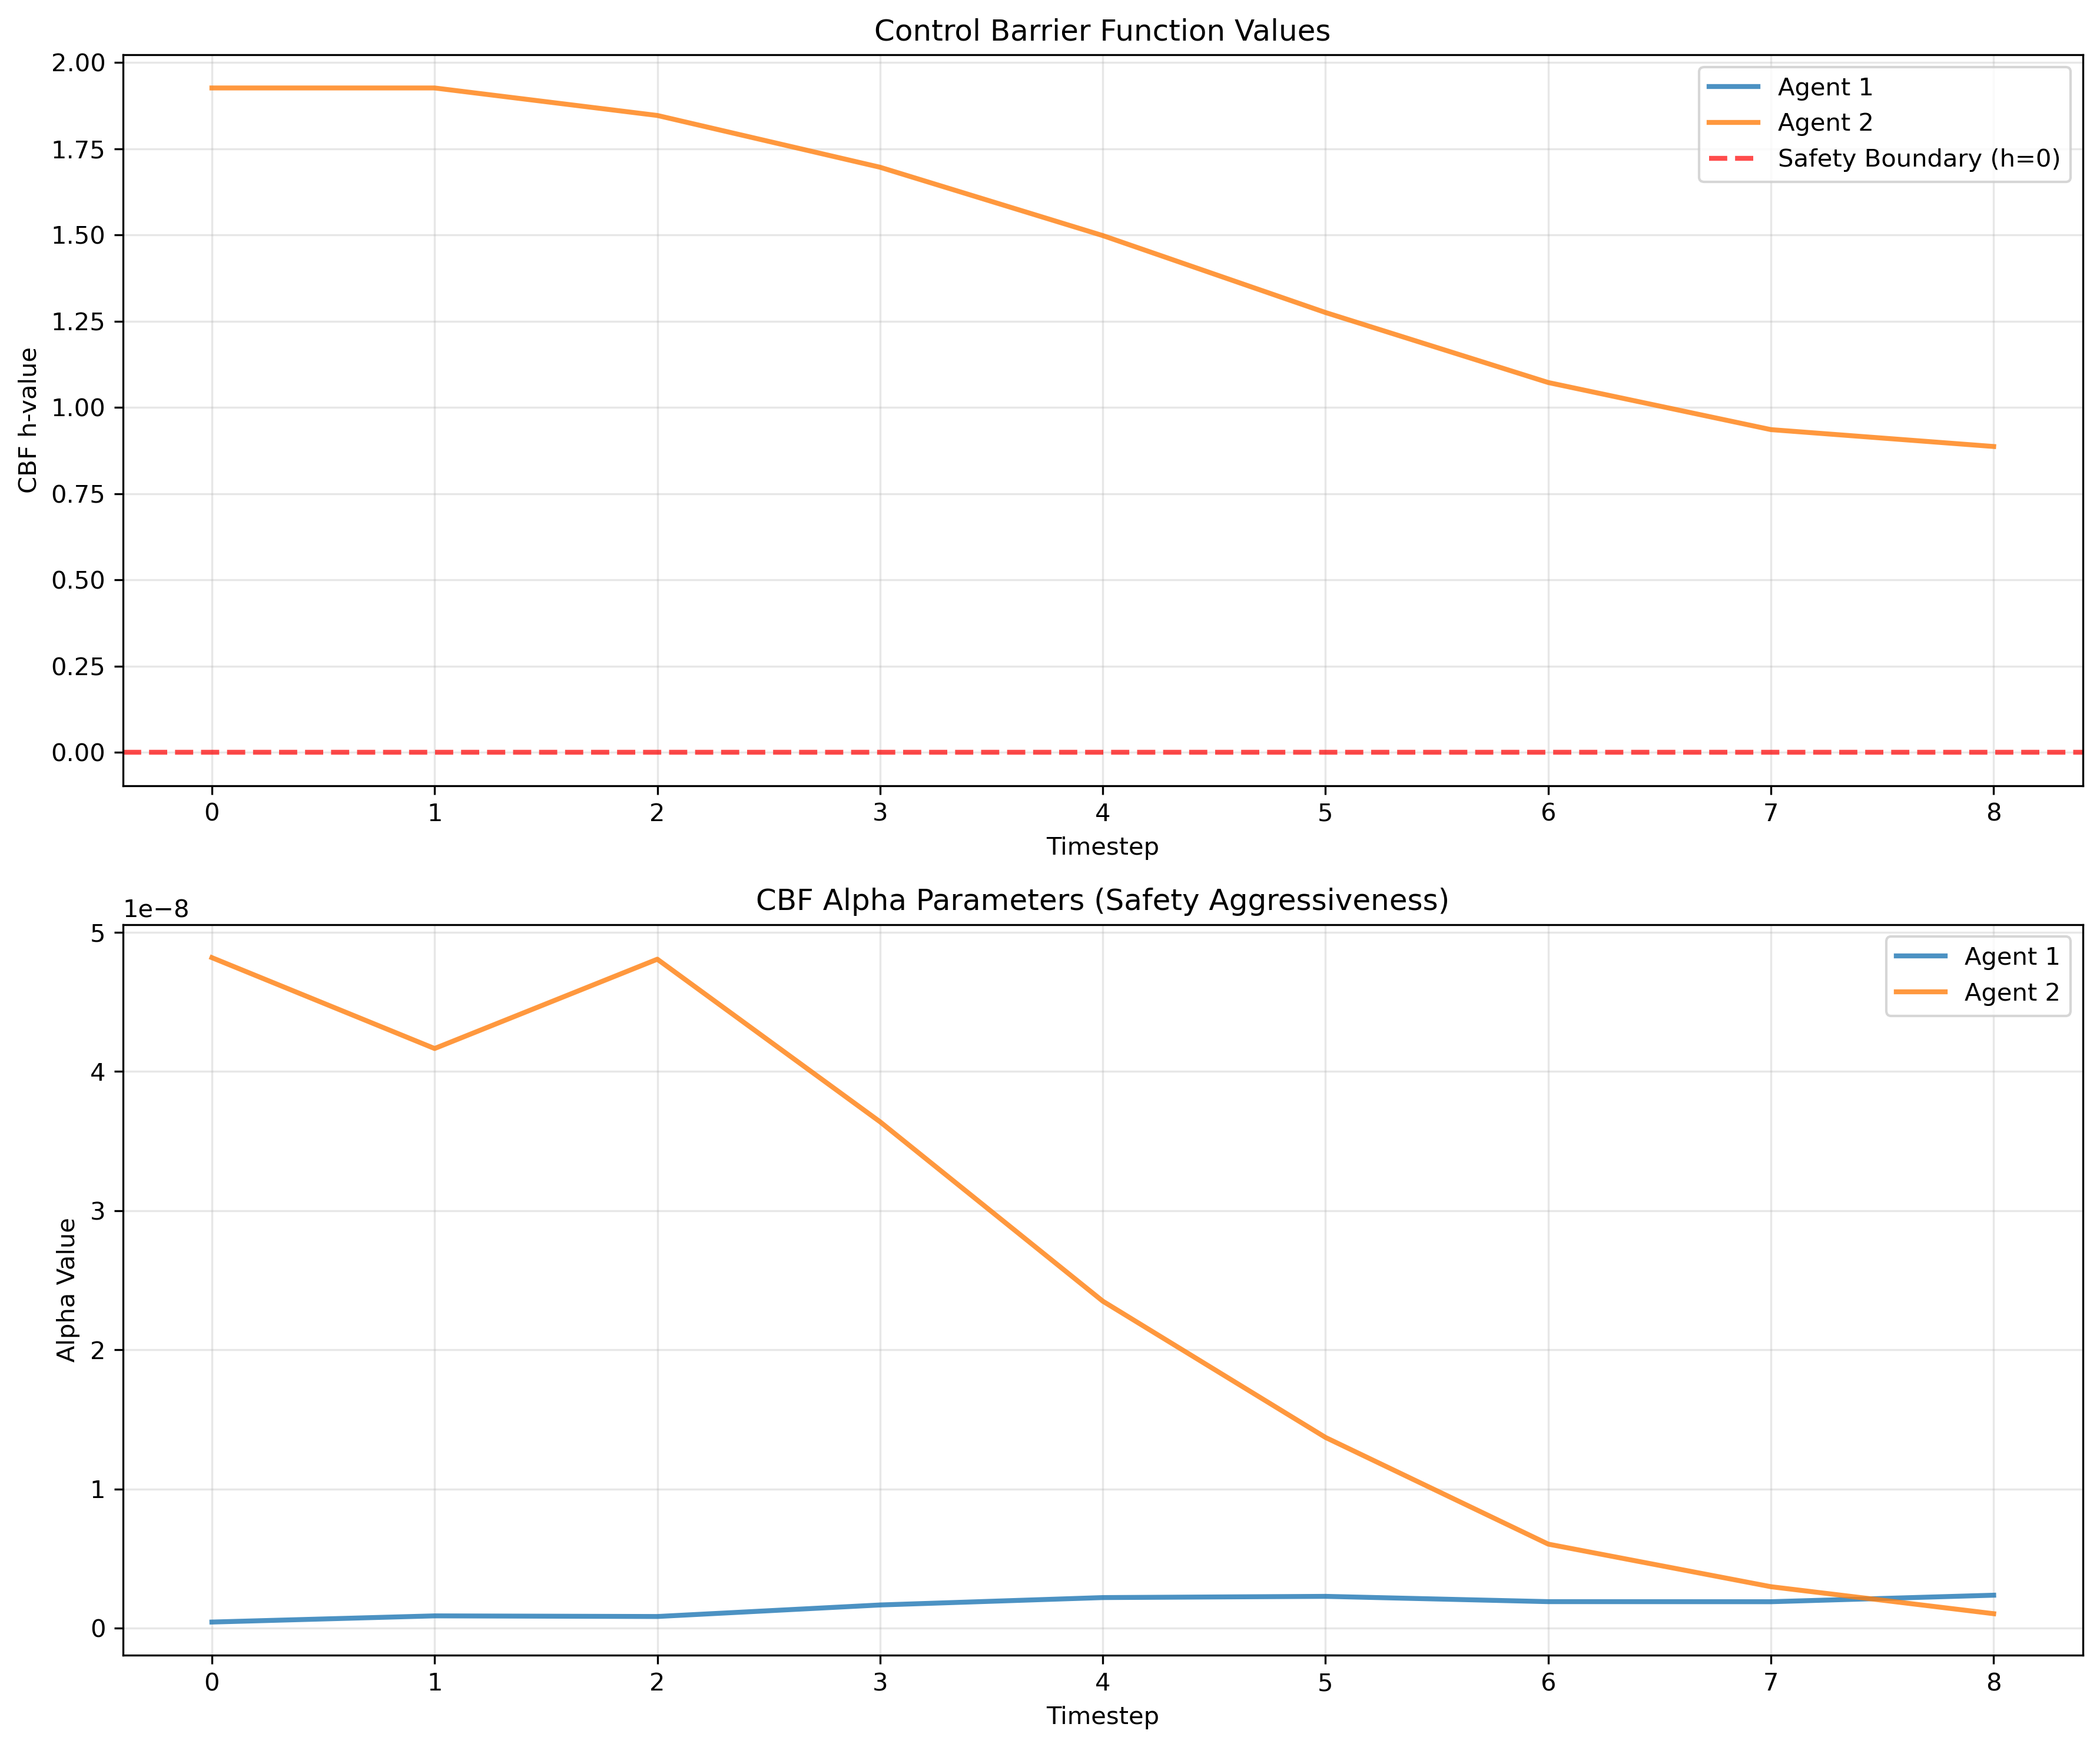 Control Barrier Function Values
2.00
1.75
1.50
1.25
1.00
0.75
0.50
0.25
0.00
CBF h-value
Agent 1
Agent 2
Safety Boundary (h=0)
0 1 2 3 4 5 6 7 8
Timestep
CBF Alpha Parameters (Safety Aggressiveness)
1e−8
5
4
3
2
1
0
Alpha Value
Agent 1
Agent 2
0 1 2 3 4 5 6 7 8
Timestep